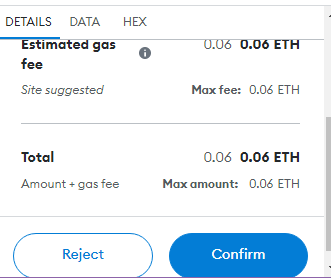 DETAILS DATA HEX
Estimated gas 0.06 0.06 ETH
fee
Site suggested Max fee: 0.06 ETH
Total 0.06 0.06 ETH
Amount + gas fee Max amount: 0.06 ETH
Reject Confirm